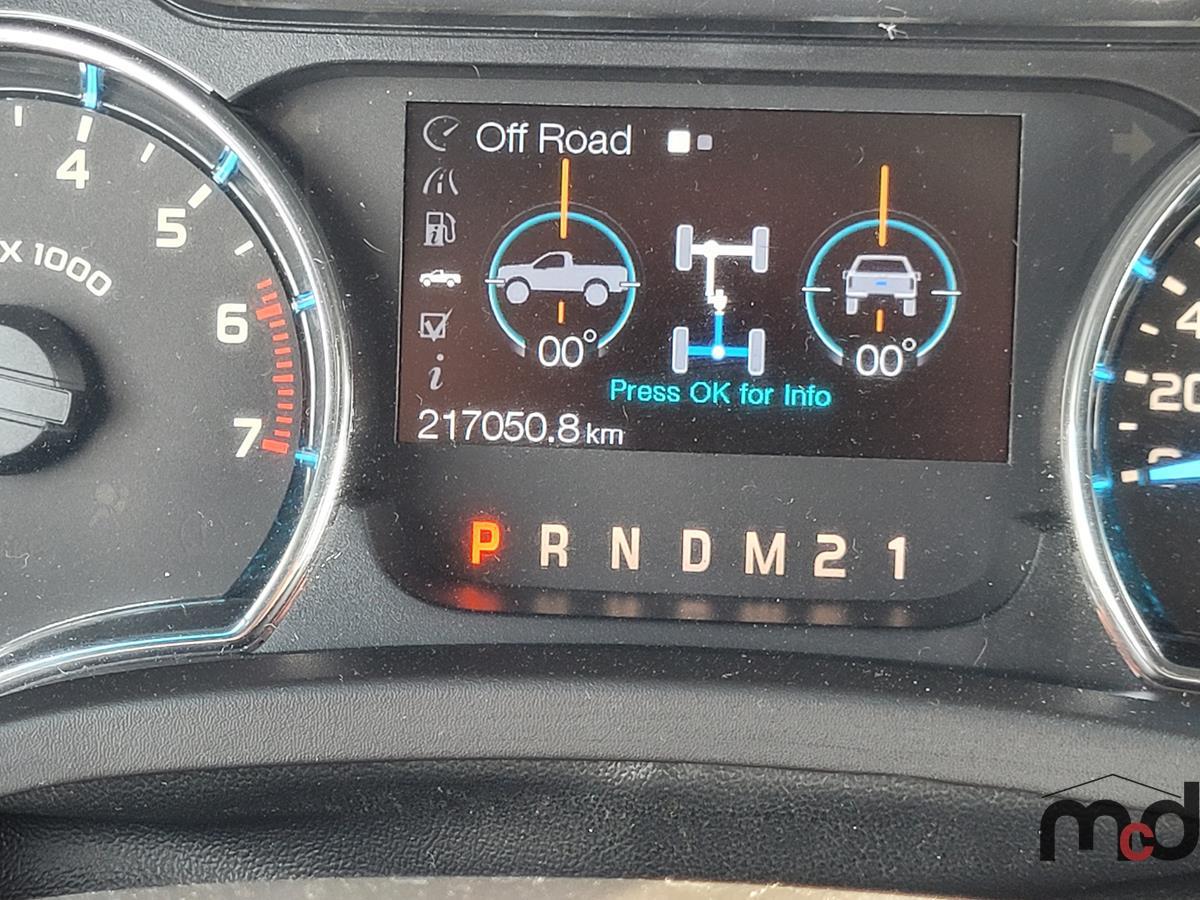 Off Road
4
5
X 1000
6
7
00°
00°
Press OK for Info
217050.8 km
20
P R N D M 2 1
mcd